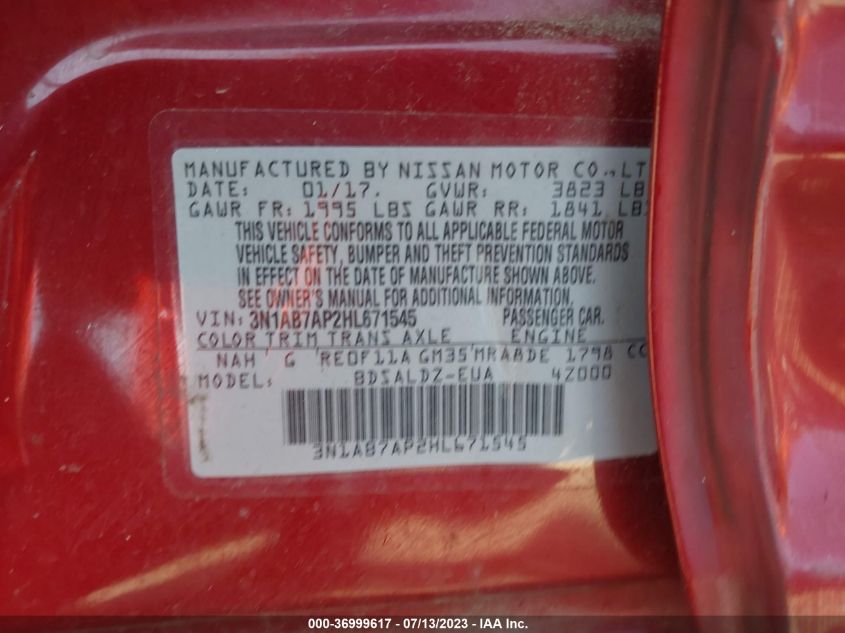 MANUFACTURED BY NISSAN MOTOR CO.,LT
DATE: 01/17. GVWR: 3823 LB
GAWR FR: 1995 LBS GAWR RR: 1841 LBS
THIS VEHICLE CONFORMS TO ALL APPLICABLE FEDERAL MOTOR
VEHICLE SAFETY, BUMPER AND THEFT PREVENTION STANDARDS
IN EFFECT ON THE DATE OF MANUFACTURE SHOWN ABOVE.
SEE OWNER'S MANUAL FOR ADDITIONAL INFORMATION.
VIN: 3N1AB7AP2HL671545 PASSENGER CAR.
COLOR TRIM TRANS AXLE ENGINE
NAH G RE0F11A GM35 MRA8DE 1798 CC
MODEL: BDSALDZ-EUA 4Z000
3N1AB7AP2HL671545
000-36999617 - 07/13/2023 - IAA Inc.